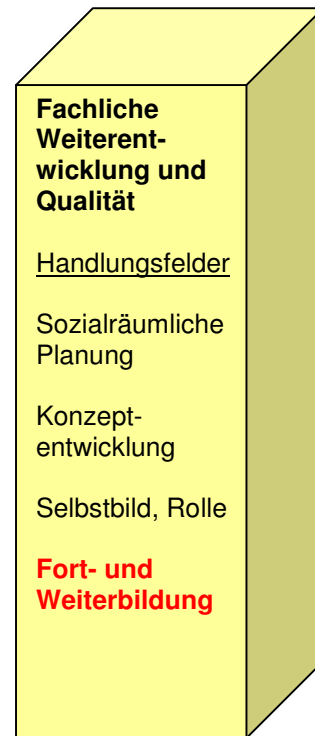 Fachliche
Weiterent-
wicklung und
Qualität
Handlungsfelder
Sozialräumliche
Planung
Konzept-
entwicklung
Selbstbild, Rolle
Fort- und
Weiterbildung